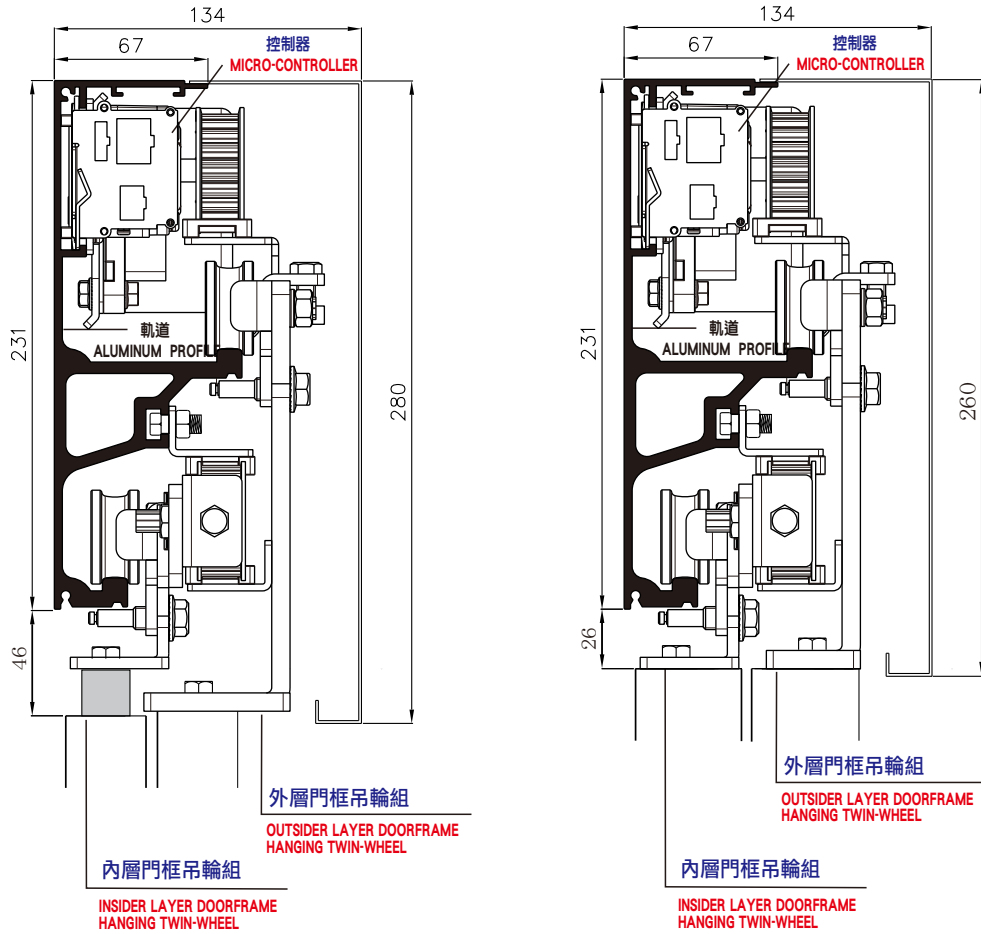 134
67
控制器
MICRO-CONTROLLER
231
軌道
ALUMINUM PROFILE
280
46
外層門框吊輪組
OUTSIDER LAYER DOORFRAME
HANGING TWIN-WHEEL
內層門框吊輪組
INSIDER LAYER DOORFRAME
HANGING TWIN-WHEEL
134
67
控制器
MICRO-CONTROLLER
231
軌道
ALUMINUM PROFILE
260
26
外層門框吊輪組
OUTSIDER LAYER DOORFRAME
HANGING TWIN-WHEEL
內層門框吊輪組
INSIDER LAYER DOORFRAME
HANGING TWIN-WHEEL